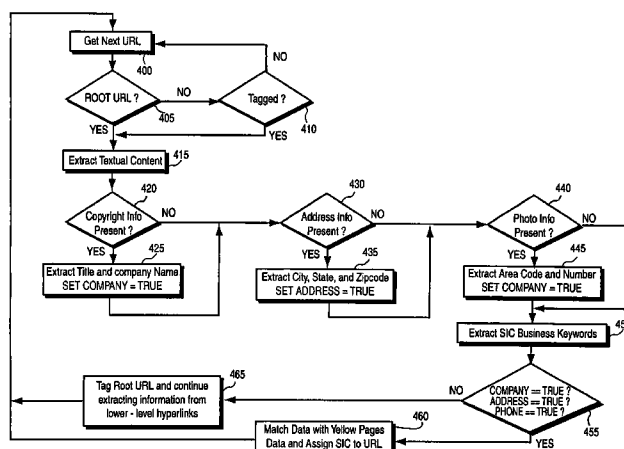 Get Next URL
400
NO
ROOT URL ?
405
NO
Tagged ?
410
YES
YES
Extract Textual Content
415
Copyright Info
Present ?
420
NO
YES
425
Extract Title and company Name
SET COMPANY = TRUE
430
Address Info
Present ?
NO
YES
435
Extract City, State, and Zipcode
SET ADDRESS = TRUE
440
Photo Info
Present ?
NO
YES
445
Extract Area Code and Number
SET COMPANY = TRUE
Extract SIC Business Keywords
COMPANY == TRUE ?
ADDRESS == TRUE ?
PHONE == TRUE ?
455
NO
YES
Tag Root URL and continue
extracting information from
lower - level hyperlinks
465
460
Match Data with Yellow Pages
Data and Assign SIC to URL